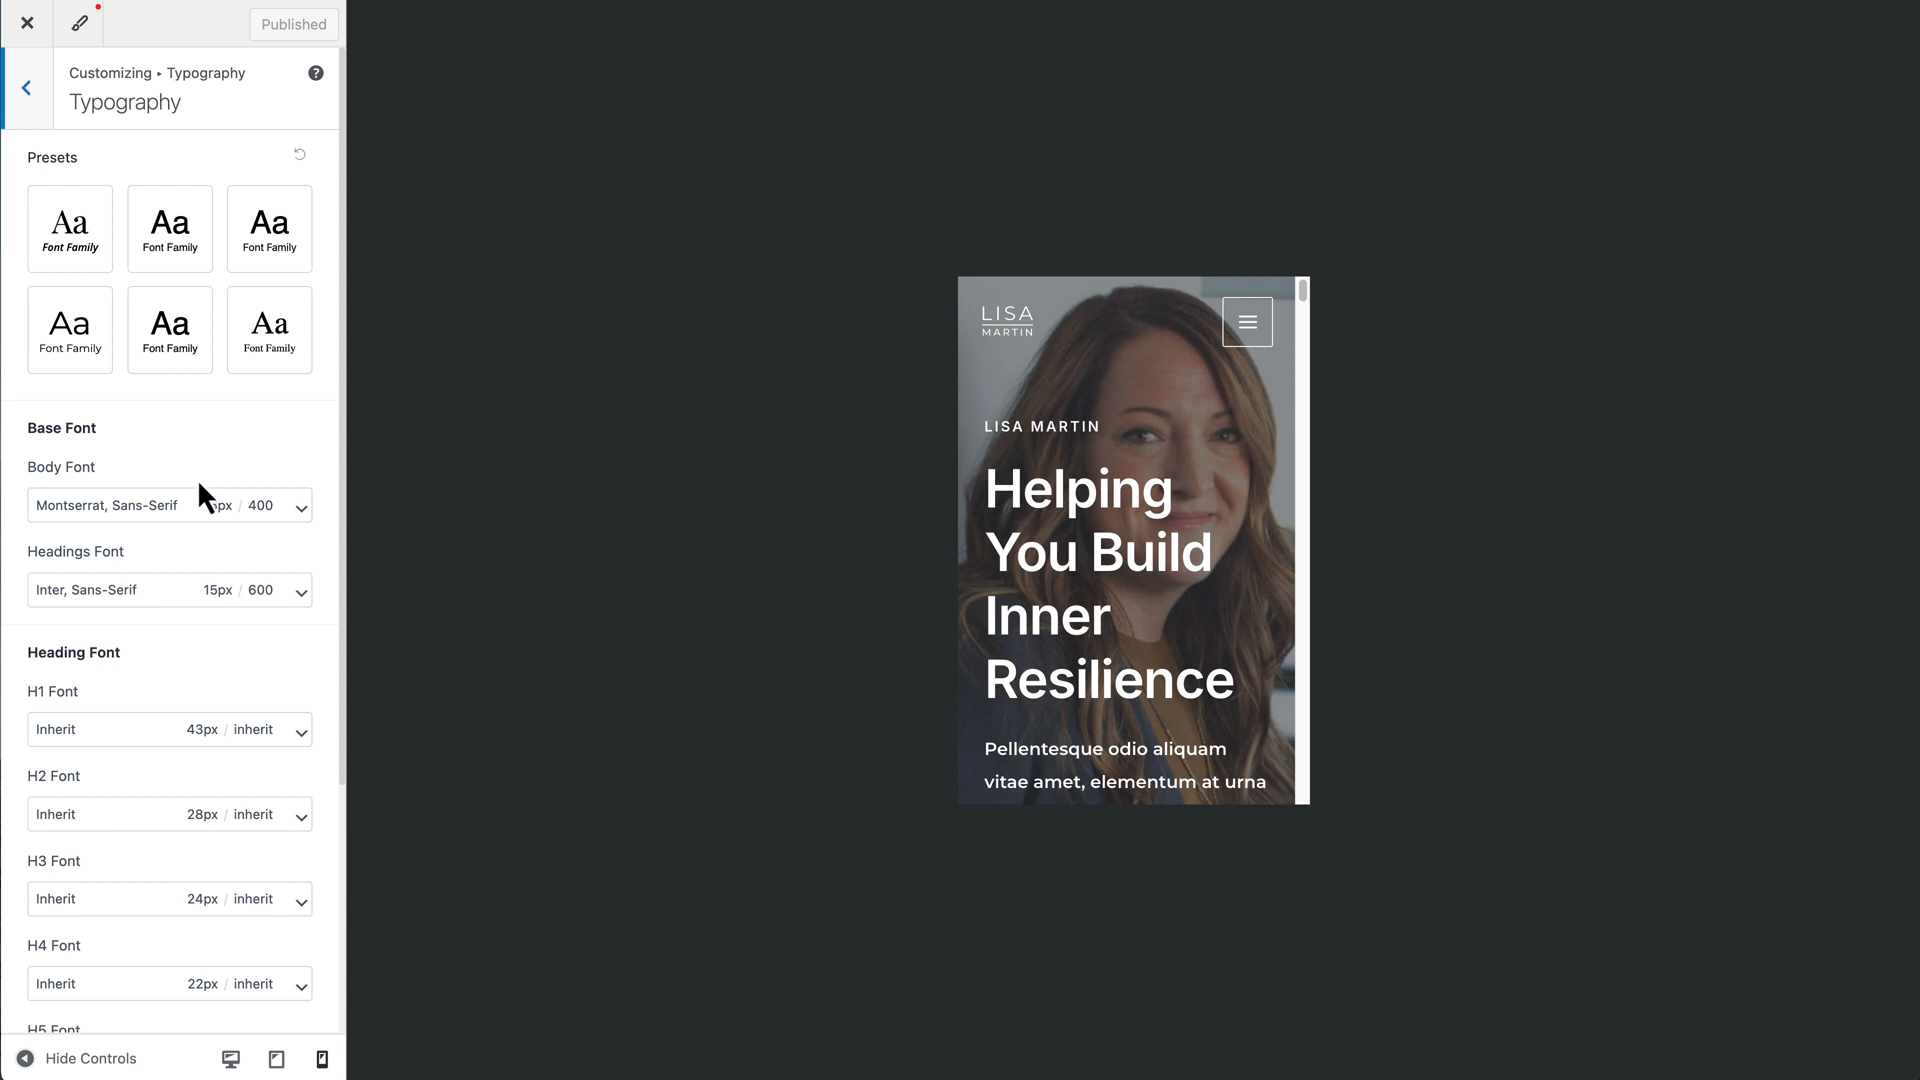 Published
Customizing ▸ Typography
Typography
Presets
Aa
Font Family
Aa
Font Family
Aa
Font Family
Aa
Font Family
Aa
Font Family
Aa
Font Family
Base Font
Body Font
Montserrat, Sans-Serif px / 400
Headings Font
Inter, Sans-Serif 15px / 600
Heading Font
H1 Font
Inherit 43px / inherit
H2 Font
Inherit 28px / inherit
H3 Font
Inherit 24px / inherit
H4 Font
Inherit 22px / inherit
H5 Font
Hide Controls
LISA
MARTIN
LISA MARTIN
Helping
You Build
Inner
Resilience
Pellentesque odio aliquam
vitae amet, elementum at urna